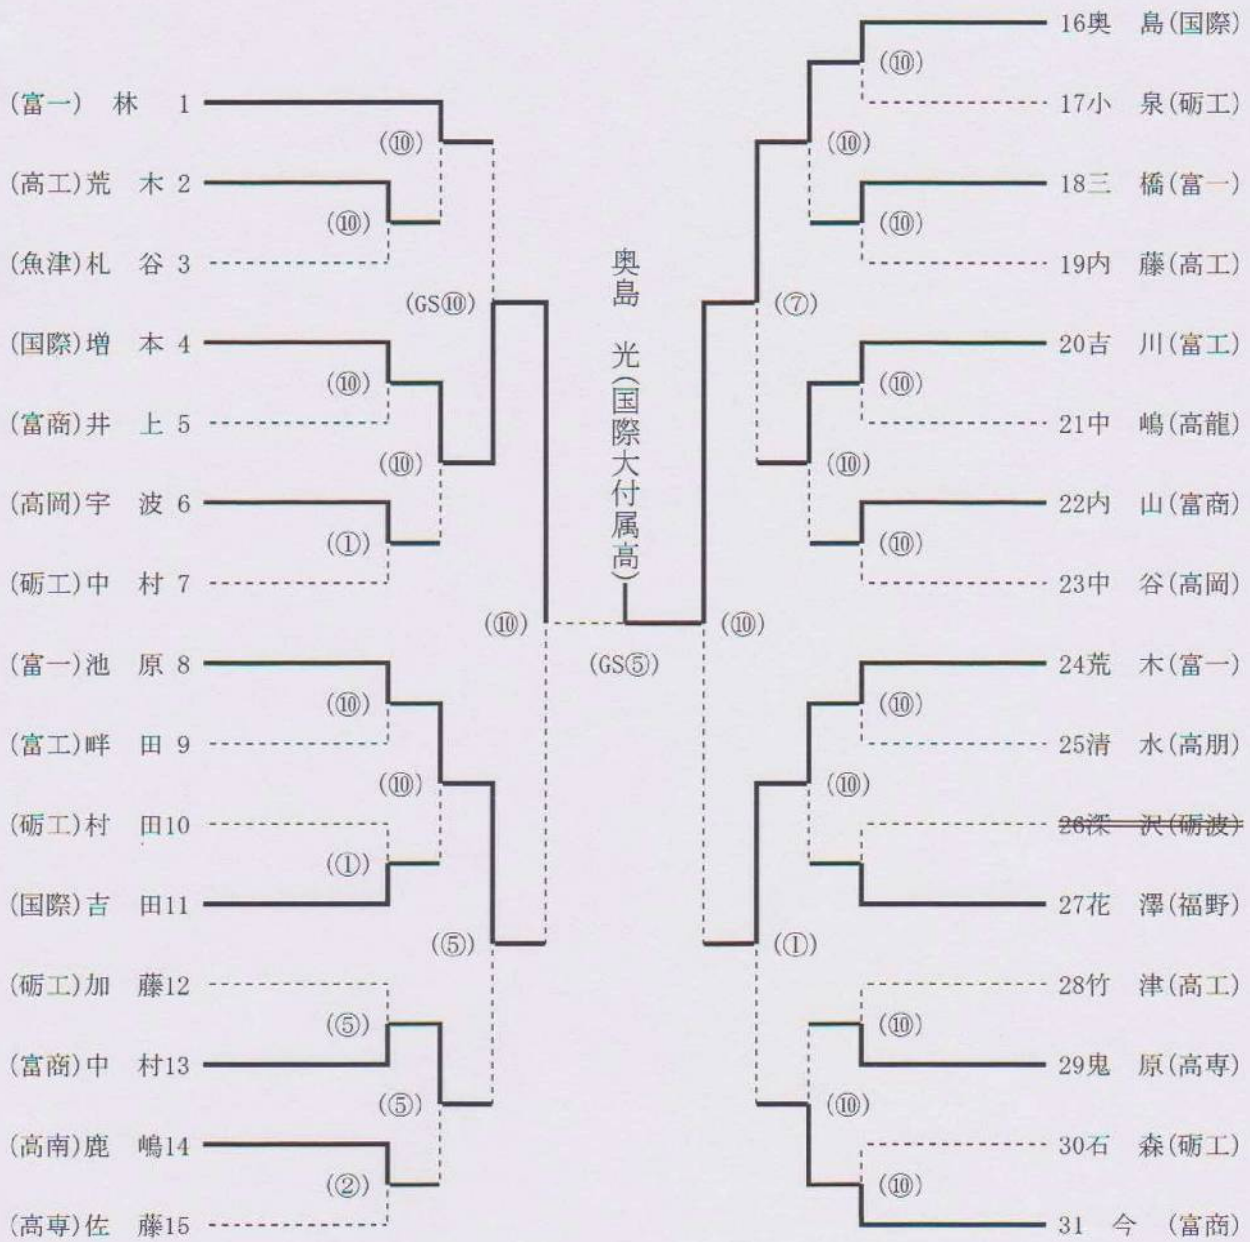 (富一) 林 1
(⑩)
(高工)荒 木 2
(⑩)
(魚津)札 谷 3
(GS⑩)
(国際)増 本 4
(⑩)
(富商)井 上 5
(⑩)
(高岡)宇 波 6
(①)
(砺工)中 村 7
(⑩)
(富一)池 原 8
(⑩)
(富工)畔 田 9
(⑩)
(砺工)村 田10
(①)
(国際)吉 田11
(⑤)
(砺工)加 藤12
(⑤)
(富商)中 村13
(⑤)
(高南)鹿 嶋14
(②)
(高専)佐 藤15
奥島 光(国際大付属高)
(GS⑤)
16奥 島(国際)
(⑩)
17小 泉(砺工)
(⑩)
18三 橋(富一)
(⑩)
19内 藤(高工)
(⑦)
20吉 川(富工)
(⑩)
21中 嶋(高龍)
(⑩)
22内 山(富商)
(⑩)
23中 谷(高岡)
(⑩)
24荒 木(富一)
(⑩)
25清 水(高朋)
(⑩)
26深 沢(砺波)
27花 澤(福野)
(①)
28竹 津(高工)
(⑩)
29鬼 原(高専)
(⑩)
30石 森(砺工)
(⑩)
31 今 (富商)